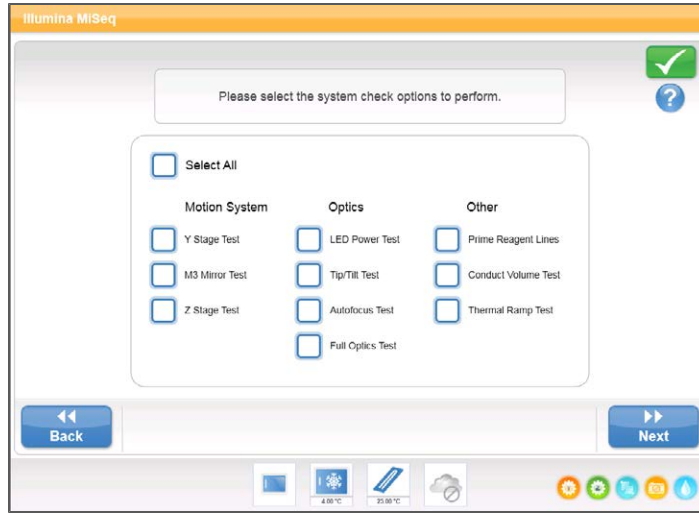 Illumina MiSeq
Please select the system check options to perform.
Select All
Motion System
Y Stage Test
M3 Mirror Test
Z Stage Test
Optics
LED Power Test
Tip/Tilt Test
Autofocus Test
Full Optics Test
Other
Prime Reagent Lines
Conduct Volume Test
Thermal Ramp Test
Back
Next
4.00 °C
23.00 °C